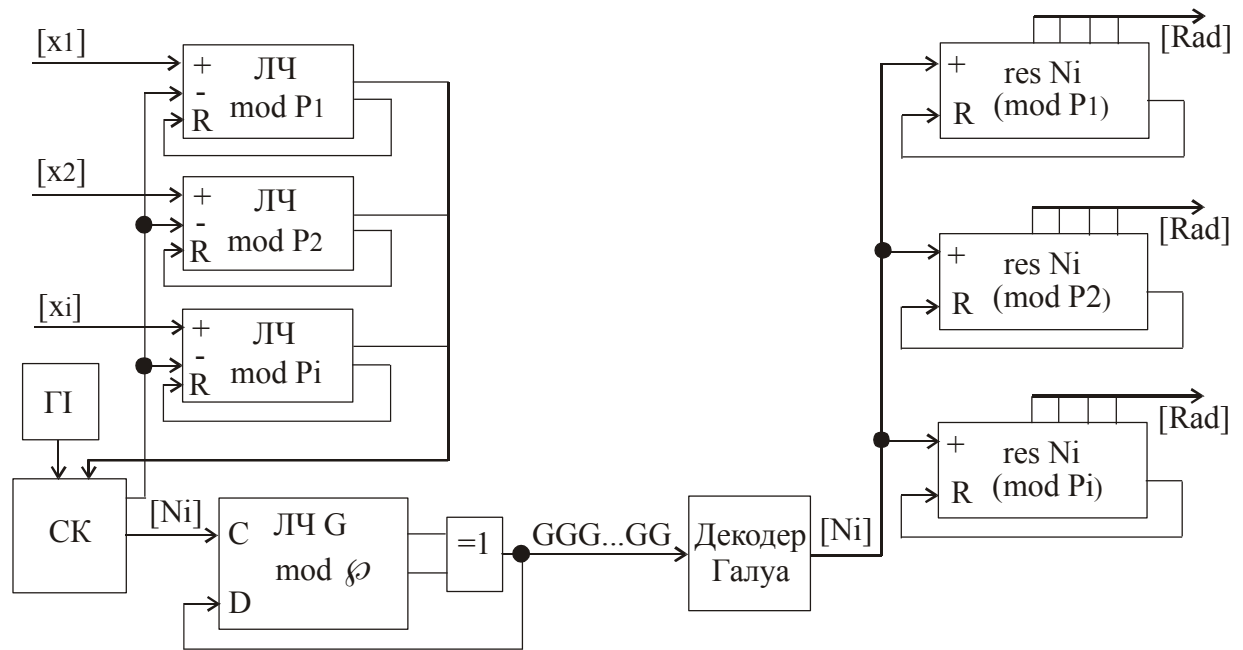 [x1]
+
-
R
ЛЧ
mod P1
[x2]
+
-
R
ЛЧ
mod P2
[xi]
+
-
R
ЛЧ
mod Pi
ГІ
СК
[Ni]
C
D
ЛЧ G
mod ℘
=1
GGG...GG
Декодер
Галуа
[Ni]
[Rad]
+
R
res Ni
(mod P1)
[Rad]
+
R
res Ni
(mod P2)
[Rad]
+
R
res Ni
(mod Pi)